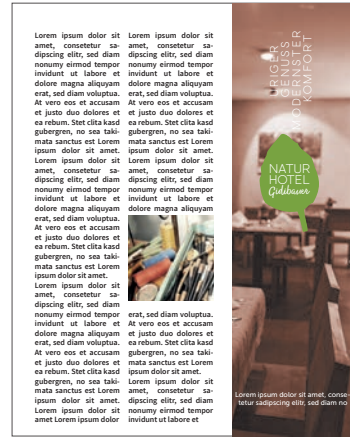 Lorem ipsum dolor sit
amet, consetetur sa-
dipscing elitr, sed diam
nonumy eirmod tempor
invidunt ut labore et
dolore magna aliquyam
erat, sed diam voluptua.
At vero eos et accusam
et justo duo dolores et
ea rebum. Stet clita kasd
gubergren, no sea taki-
mata sanctus est Lorem
ipsum dolor sit amet.
Lorem ipsum dolor sit
amet, consetetur sa-
dipscing elitr, sed diam
nonumy eirmod tempor
invidunt ut labore et
dolore magna aliquyam
erat, sed diam voluptua.
At vero eos et accusam
et justo duo dolores et
ea rebum. Stet clita kasd
gubergren, no sea taki-
mata sanctus est Lorem
ipsum dolor sit amet.
Lorem ipsum dolor sit
amet, consetetur sa-
dipscing elitr, sed diam
nonumy eirmod tempor
invidunt ut labore et
dolore magna aliquyam
erat, sed diam voluptua.
At vero eos et accusam
et justo duo dolores et
ea rebum. Stet clita kasd
gubergren, no sea taki-
mata sanctus est Lorem
ipsum dolor sit amet.
Lorem ipsum dolor sit
amet Lorem ipsum dolor
Lorem ipsum dolor sit
amet, consetetur sa-
dipscing elitr, sed diam
nonumy eirmod tempor
invidunt ut labore et
dolore magna aliquyam
erat, sed diam voluptua.
At vero eos et accusam
et justo duo dolores et
ea rebum. Stet clita kasd
gubergren, no sea taki-
mata sanctus est Lorem
ipsum dolor sit amet.
Lorem ipsum dolor sit
amet, consetetur sa-
dipscing elitr, sed diam
nonumy eirmod tempor
invidunt ut labore et
dolore magna aliquyam
erat, sed diam voluptua.
At vero eos et accusam
et justo duo dolores et
ea rebum. Stet clita kasd
gubergren, no sea taki-
mata sanctus est Lorem
ipsum dolor sit amet.
Lorem ipsum dolor sit
amet, consetetur sa-
dipscing elitr, sed diam
nonumy eirmod tempor
invidunt ut labore et
RIGER
GENUSS
MODERNSTER
KOMFORT
NATUR
HOTEL
Gidibauer
Lorem ipsum dolor sit amet, conse-
tetur sadipscing elitr, sed diam no